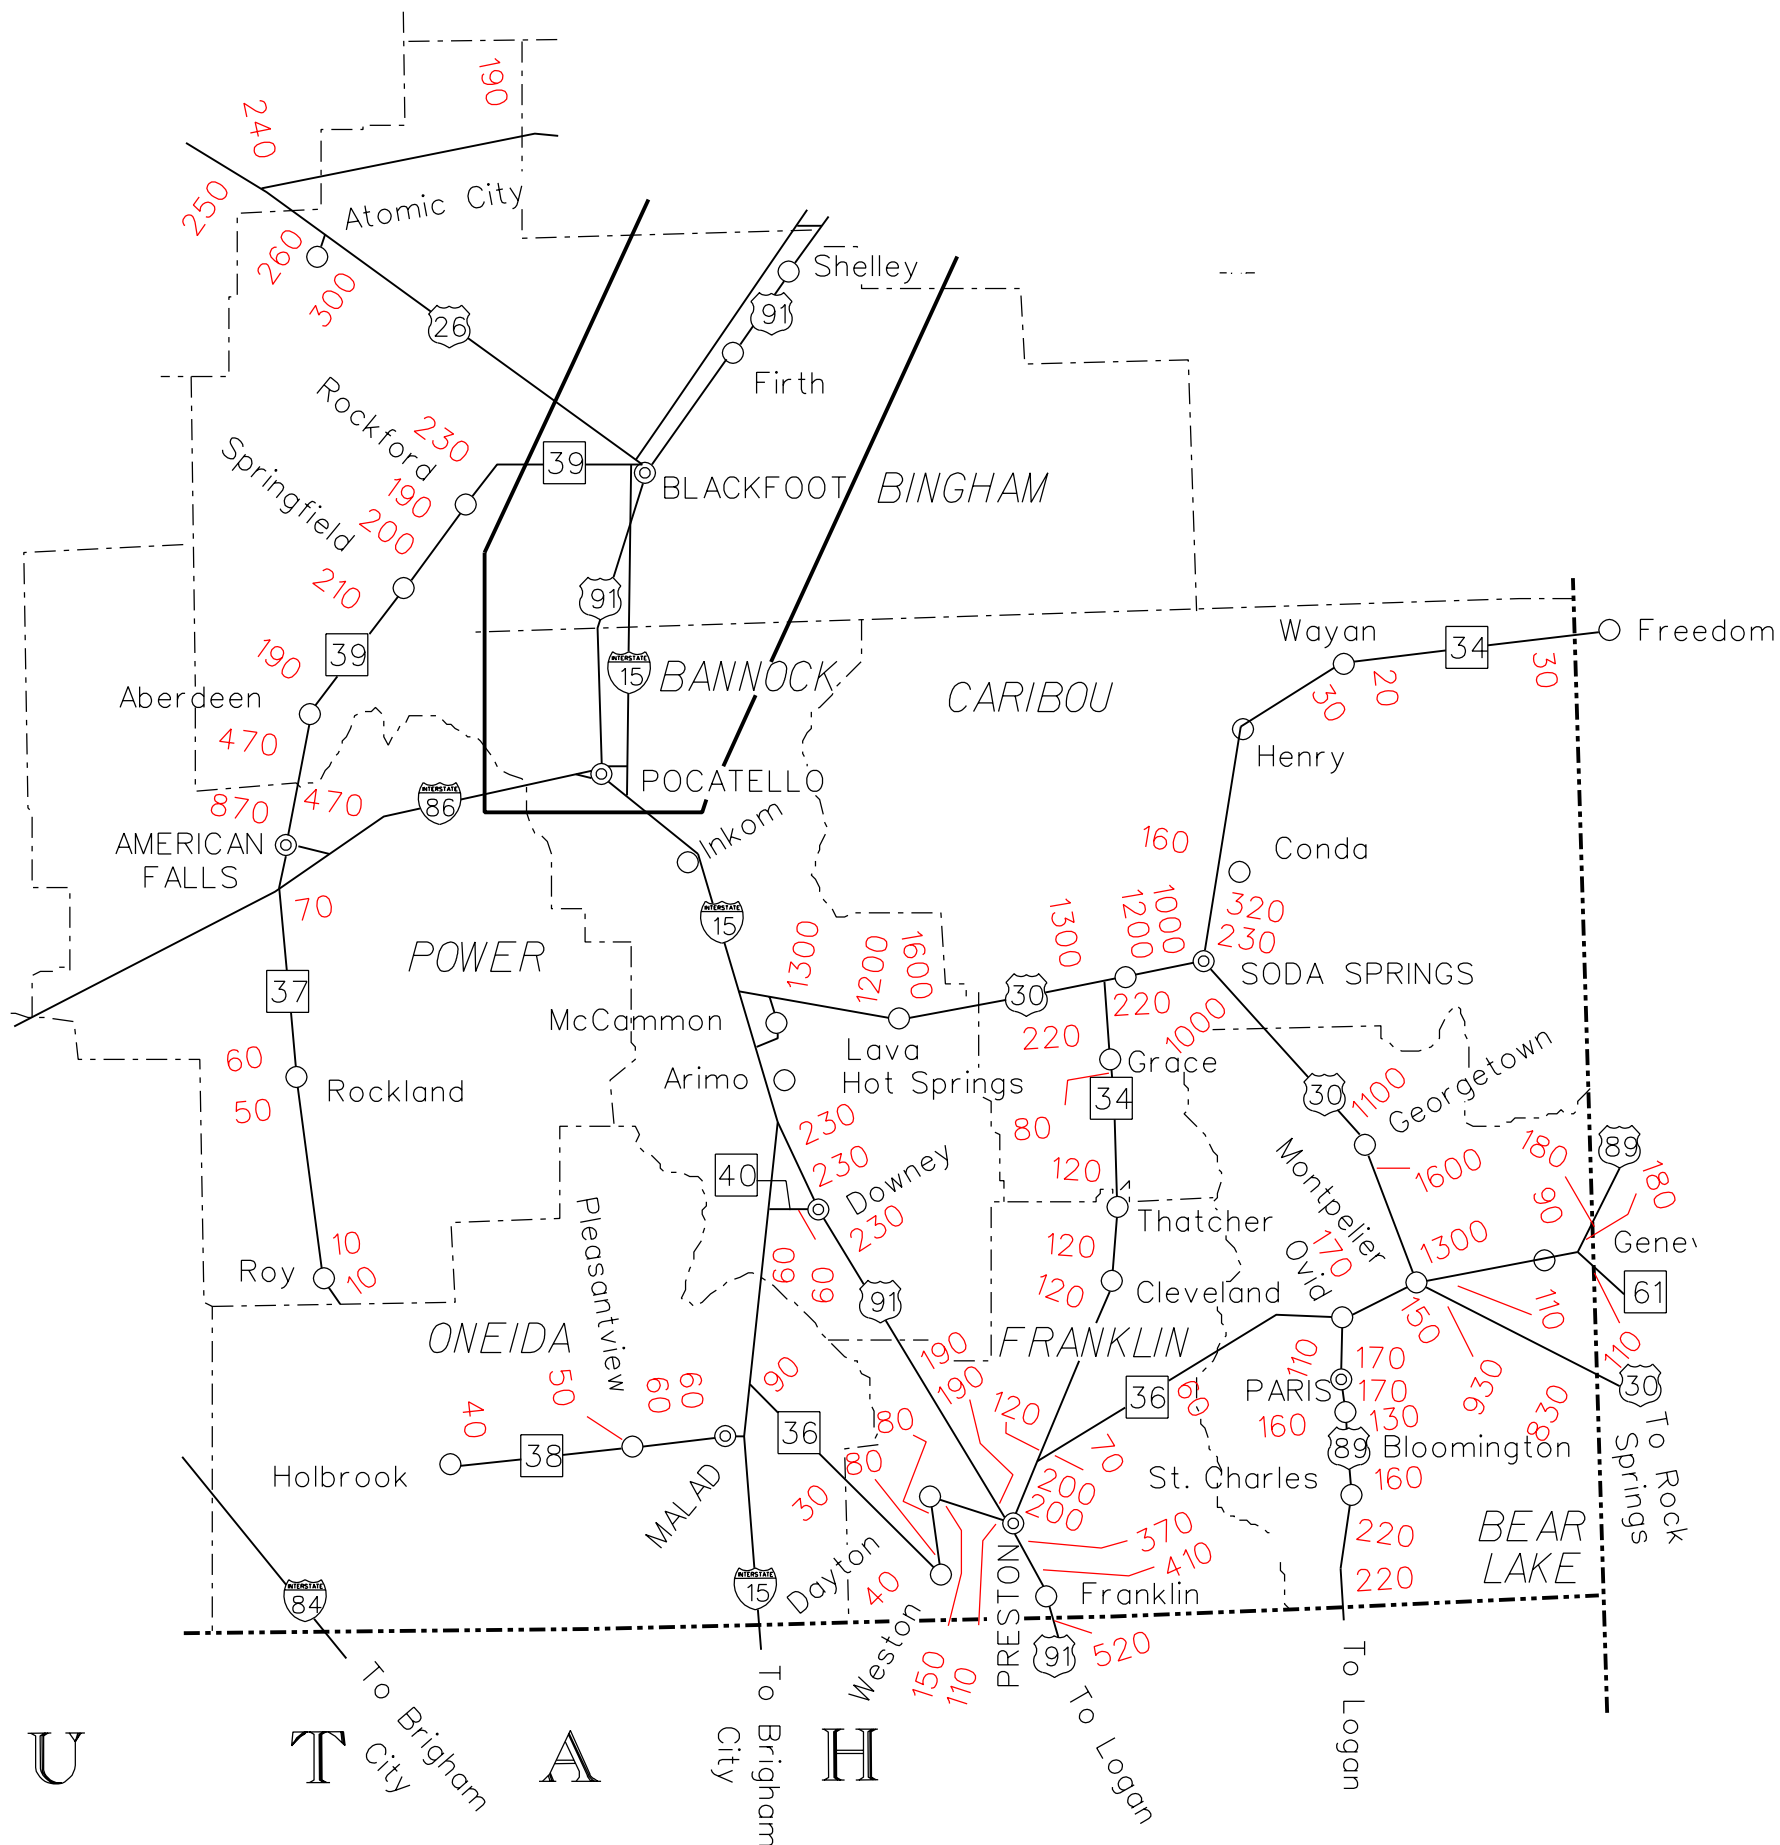 190
240
250
Atomic City
260
300
Shelley
91
26
Firth
Rockford
230
Springfield
39
190
BLACKFOOT
BINGHAM
200
210
91
39
190
Wayan
34
Freedom
30
15
BANNOCK
CARIBOU
20
30
Aberdeen
470
Henry
POCATELLO
870
470
86
Inkom
160
Conda
AMERICAN
FALLS
70
15
320
230
1300
1200
1600
1300
1200
1000
POWER
SODA SPRINGS
37
30
220
McCammon
220
1000
Lava
Hot Springs
Grace
60
Rockland
Arimo
34
30
1100
Georgetown
50
80
230
230
40
Downey
120
Montpelier
1600
180
89
180
90
Pleasantview
230
Thatcher
10
Roy
10
60
60
120
120
Cleveland
Ovid
170
1300
Genev
61
91
150
110
ONEIDA
FRANKLIN
190
190
110
170
PARIS
170
110
930
830
30
90
36
60
50
60
60
40
120
160
130
36
80
70
89
Bloomington
To Rock
Springs
38
Holbrook
80
St. Charles
160
MALAD
30
200
200
220
BEAR
LAKE
370
410
Dayton
40
Franklin
220
84
15
Weston
150
110
PRESTON
91
520
To Brigham
City
To Brigham
City
To Logan
To Logan
U T A H
INTERSTATE
INTERSTATE
INTERSTATE
INTERSTATE
INTERSTATE